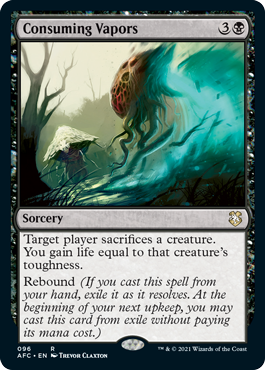 Consuming Vapors 3
Sorcery
Target player sacrifices a creature.
You gain life equal to that creature's
toughness.
Rebound (If you cast this spell from
your hand, exile it as it resolves. At the
beginning of your next upkeep, you may
cast this card from exile without paying
its mana cost.)
096 R
AFC • EN Trevor Claxton ™ & © 2021 Wizards of the Coast